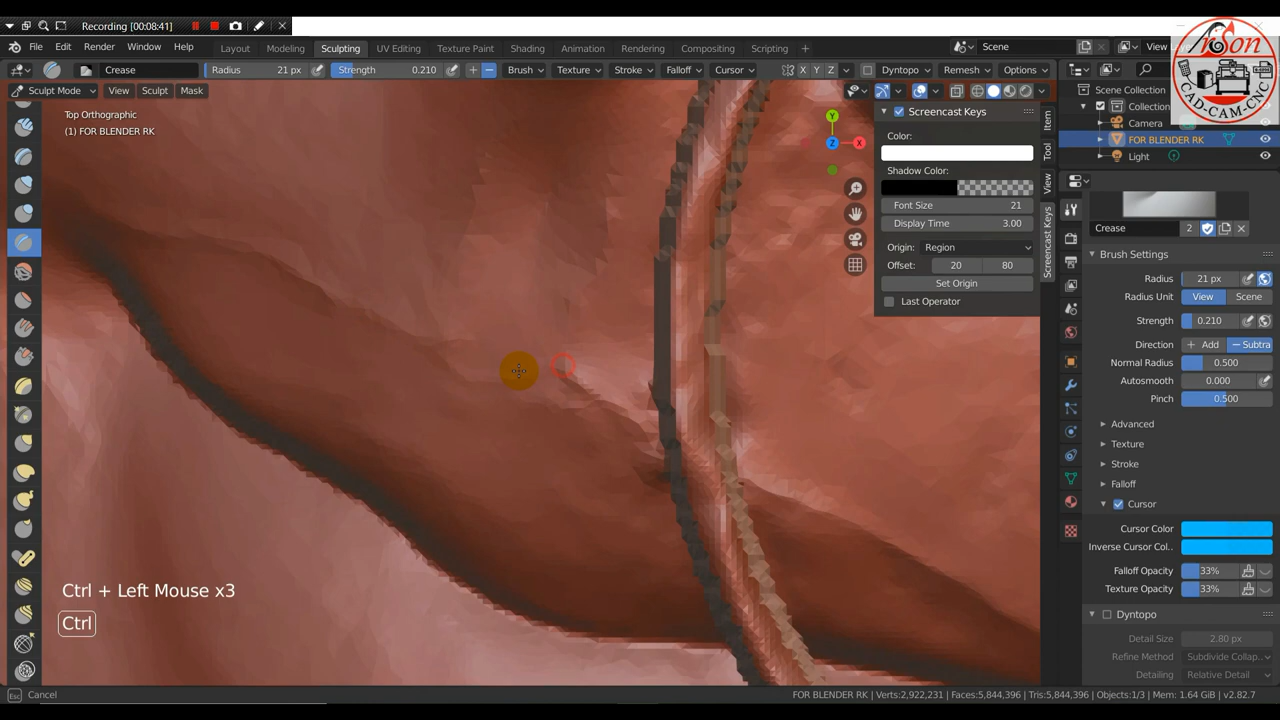 Recording [00:08:41]
File Edit Render Window Help Layout Modeling Sculpting UV Editing Texture Paint Shading Animation Rendering Compositing Scripting + Scene View
Crease Radius 21 px Strength 0.210 Brush Texture Stroke Falloff Cursor X Y Z Dyntopo Remesh Options
Sculpt Mode View Sculpt Mask
Top Orthographic
(1) FOR BLENDER RK
Ctrl + Left Mouse x3
Ctrl
Y
Z
X
Screencast Keys
Color:
Shadow Color:
Font Size 21
Display Time 3.00
Origin: Region
Offset: 20 80
Set Origin
Last Operator
Item
Tool
View
Screencast Keys
ArSon
CAD-CAM-CNC
Scene Collection
Collection
Camera
FOR BLENDER RK
Light
Crease 2
Brush Settings
Radius 21 px
Radius Unit View Scene
Strength 0.210
Direction + Add − Subtra
Normal Radius 0.500
Autosmooth 0.000
Pinch 0.500
Advanced
Texture
Stroke
Falloff
Cursor
Cursor Color
Inverse Cursor Col..
Falloff Opacity 33%
Texture Opacity 33%
Dyntopo
Detail Size 2.80 px
Refine Method Subdivide Collap..
Detailing Relative Detail
Esc Cancel
FOR BLENDER RK | Verts:2,922,231 | Faces:5,844,396 | Tris:5,844,396 | Objects:1/3 | Mem: 1.64 GiB | v2.82.7